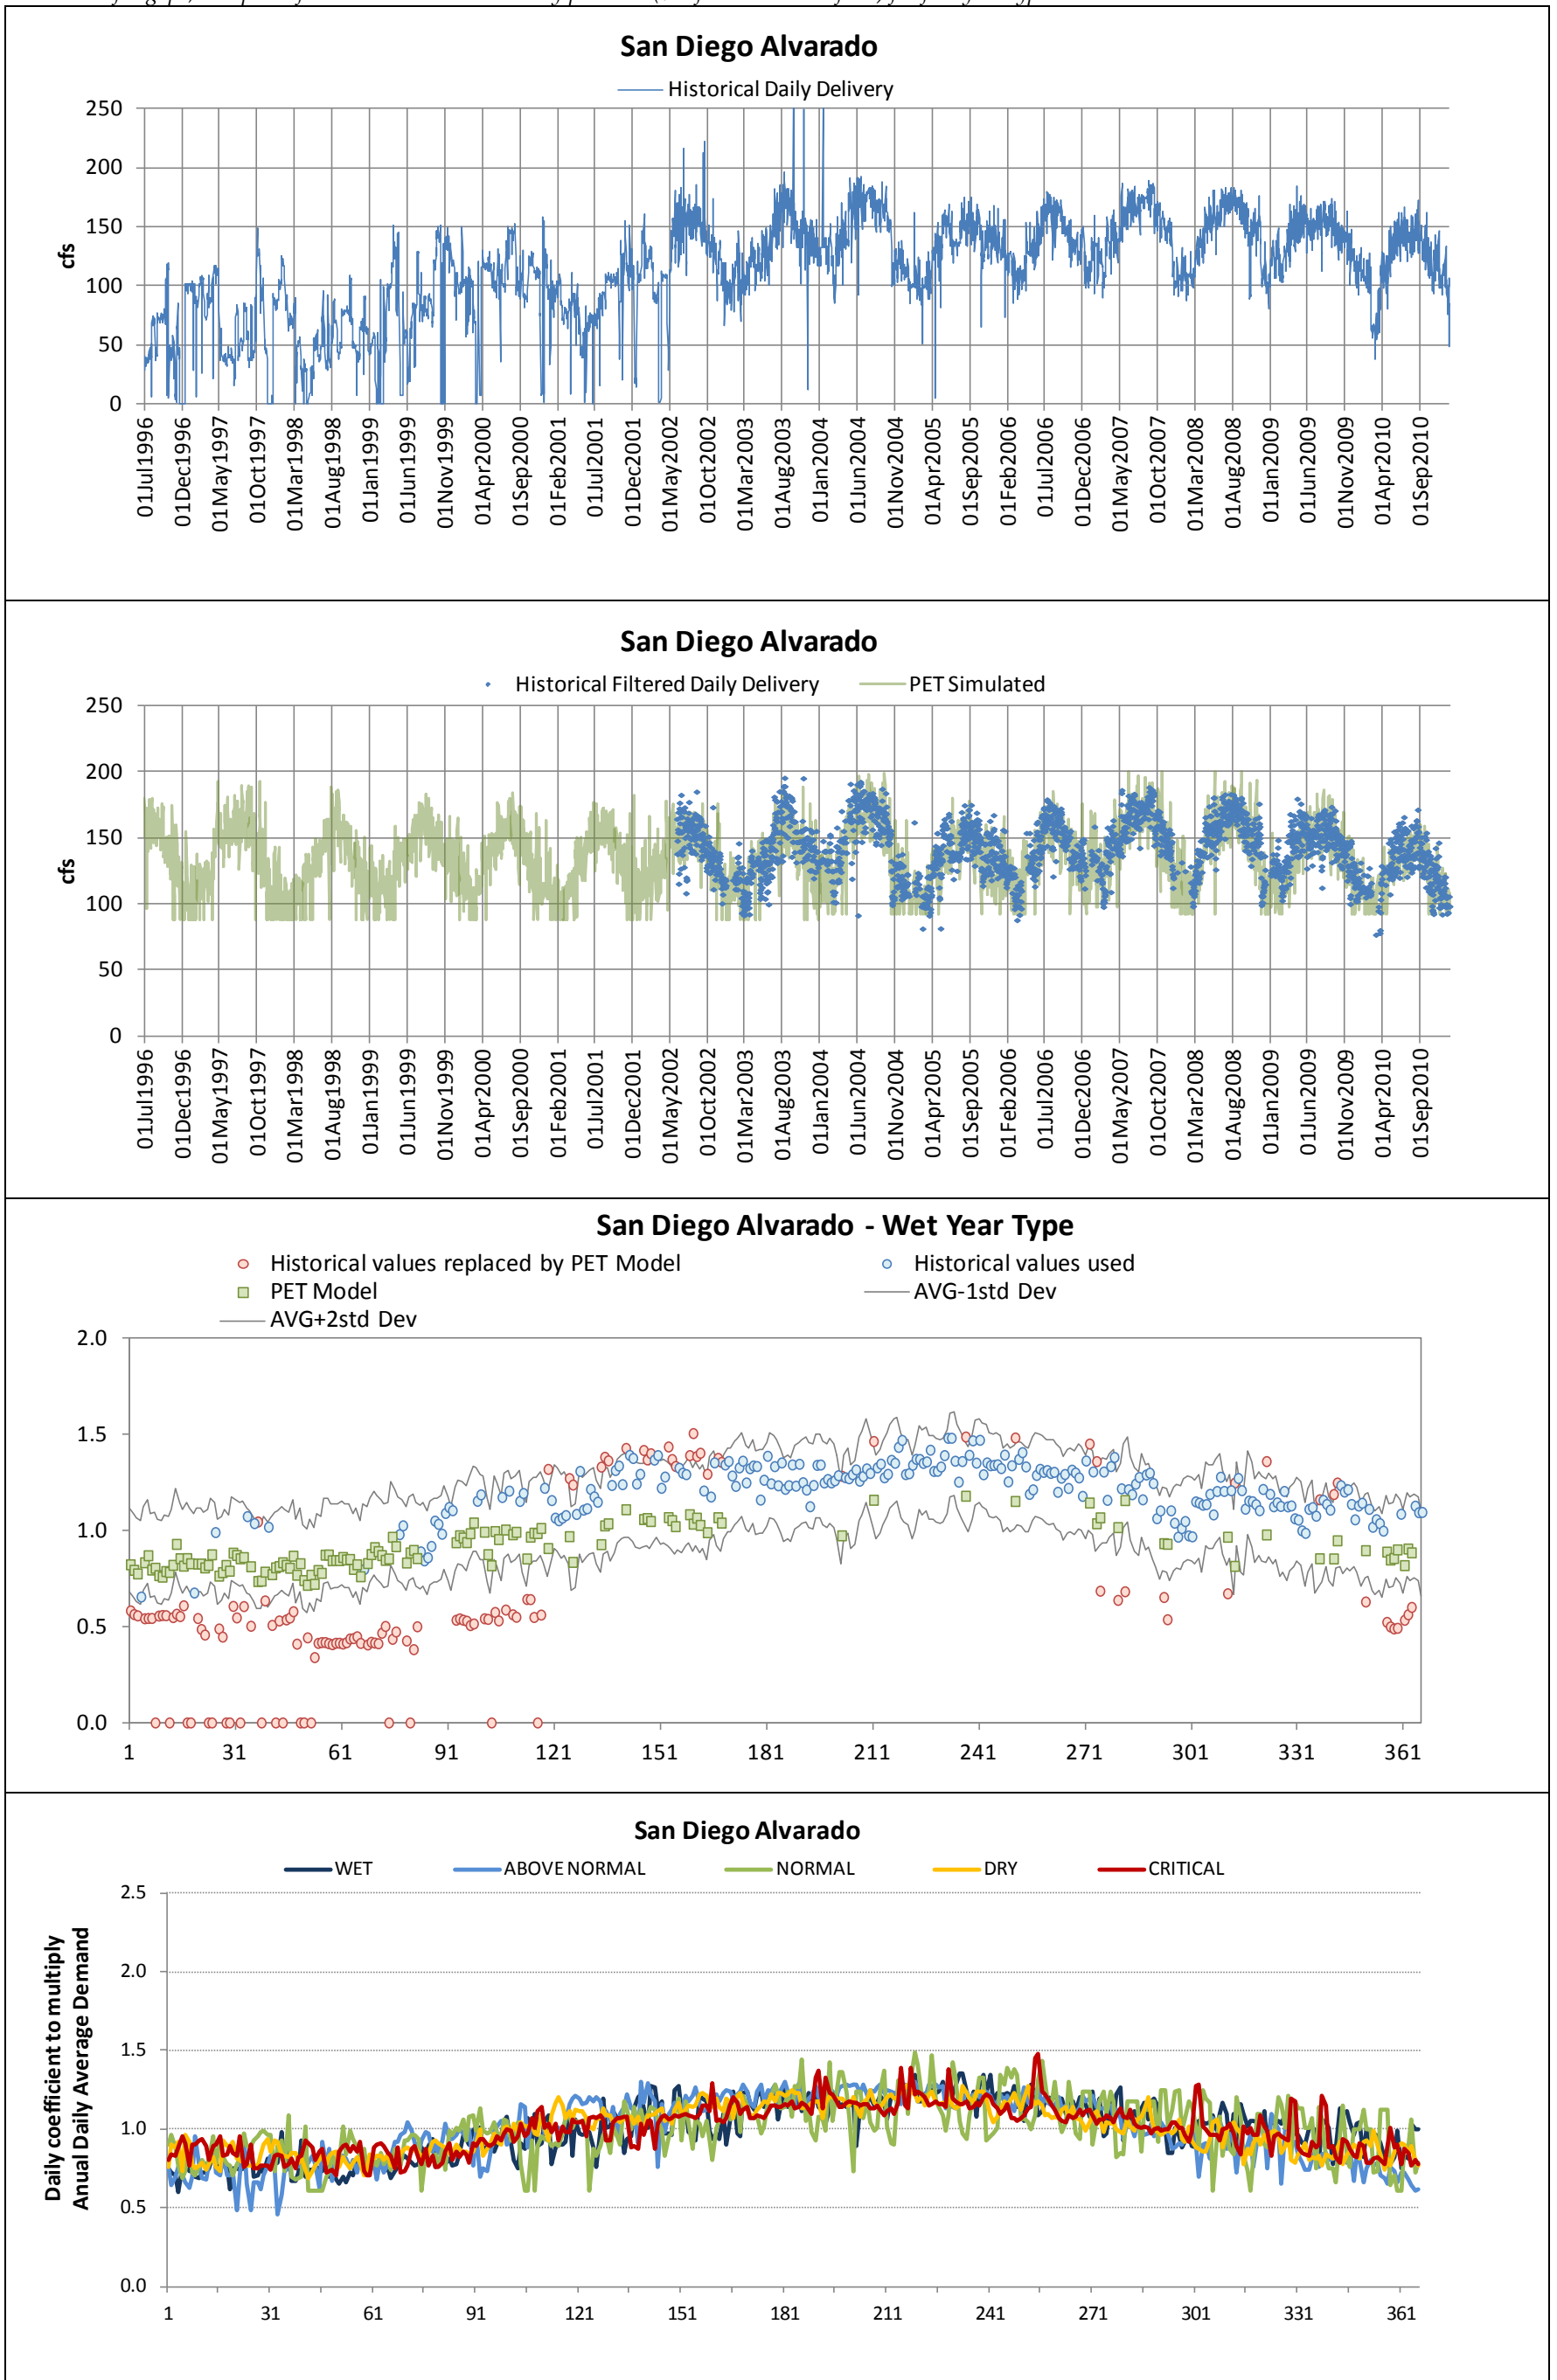 San Diego Alvarado
Historical Daily Delivery
250
200
150
100
50
0
cfs
01Jul1996
01Dec1996
01May1997
01Oct1997
01Mar1998
01Aug1998
01Jan1999
01Jun1999
01Nov1999
01Apr2000
01Sep2000
01Feb2001
01Jul2001
01Dec2001
01May2002
01Oct2002
01Mar2003
01Aug2003
01Jan2004
01Jun2004
01Nov2004
01Apr2005
01Sep2005
01Feb2006
01Jul2006
01Dec2006
01May2007
01Oct2007
01Mar2008
01Aug2008
01Jan2009
01Jun2009
01Nov2009
01Apr2010
01Sep2010
San Diego Alvarado
Historical Filtered Daily Delivery PET Simulated
250
200
150
100
50
0
cfs
01Jul1996
01Dec1996
01May1997
01Oct1997
01Mar1998
01Aug1998
01Jan1999
01Jun1999
01Nov1999
01Apr2000
01Sep2000
01Feb2001
01Jul2001
01Dec2001
01May2002
01Oct2002
01Mar2003
01Aug2003
01Jan2004
01Jun2004
01Nov2004
01Apr2005
01Sep2005
01Feb2006
01Jul2006
01Dec2006
01May2007
01Oct2007
01Mar2008
01Aug2008
01Jan2009
01Jun2009
01Nov2009
01Apr2010
01Sep2010
San Diego Alvarado - Wet Year Type
Historical values replaced by PET Model Historical values used
PET Model AVG-1std Dev
AVG+2std Dev
2.0
1.5
1.0
0.5
0.0
1 31 61 91 121 151 181 211 241 271 301 331 361
San Diego Alvarado
WET ABOVE NORMAL NORMAL DRY CRITICAL
2.5
2.0
1.5
1.0
0.5
0.0
Daily coefficient to multiply
Anual Daily Average Demand
1 31 61 91 121 151 181 211 241 271 301 331 361